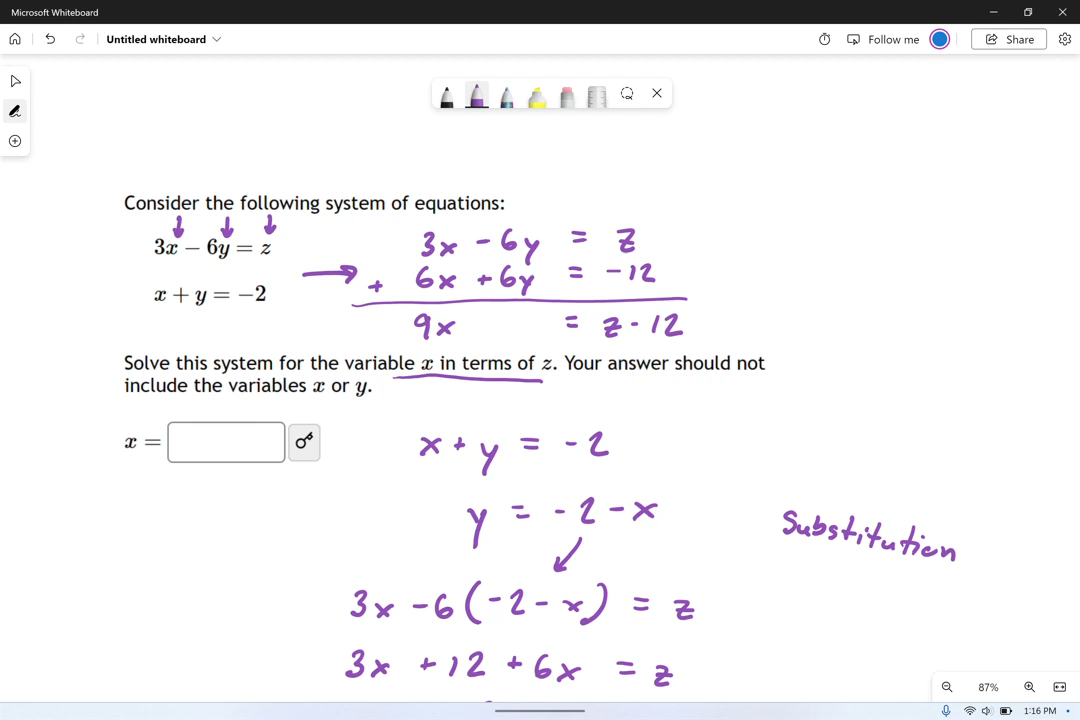 Microsoft Whiteboard
Untitled whiteboard
Follow me
Share
Consider the following system of equations:
3x − 6y = z
x + y = −2
3x - 6y = z
+ 6x + 6y = -12
9x = z - 12
Solve this system for the variable x in terms of z. Your answer should not
include the variables x or y.
x =
x + y = -2
y = -2 - x
Substitution
3x - 6(-2 - x) = z
3x + 12 + 6x = z
87%
1:16 PM